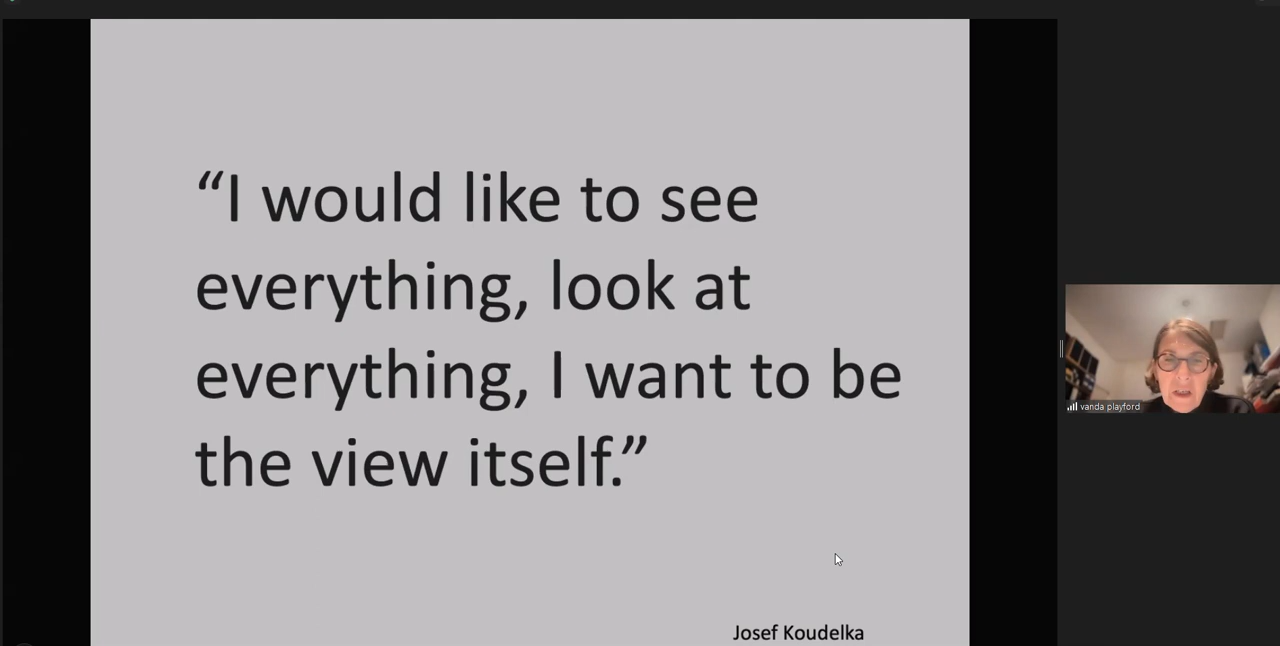 “I would like to see
everything, look at
everything, I want to be
the view itself.”
Josef Koudelka
vanda playford